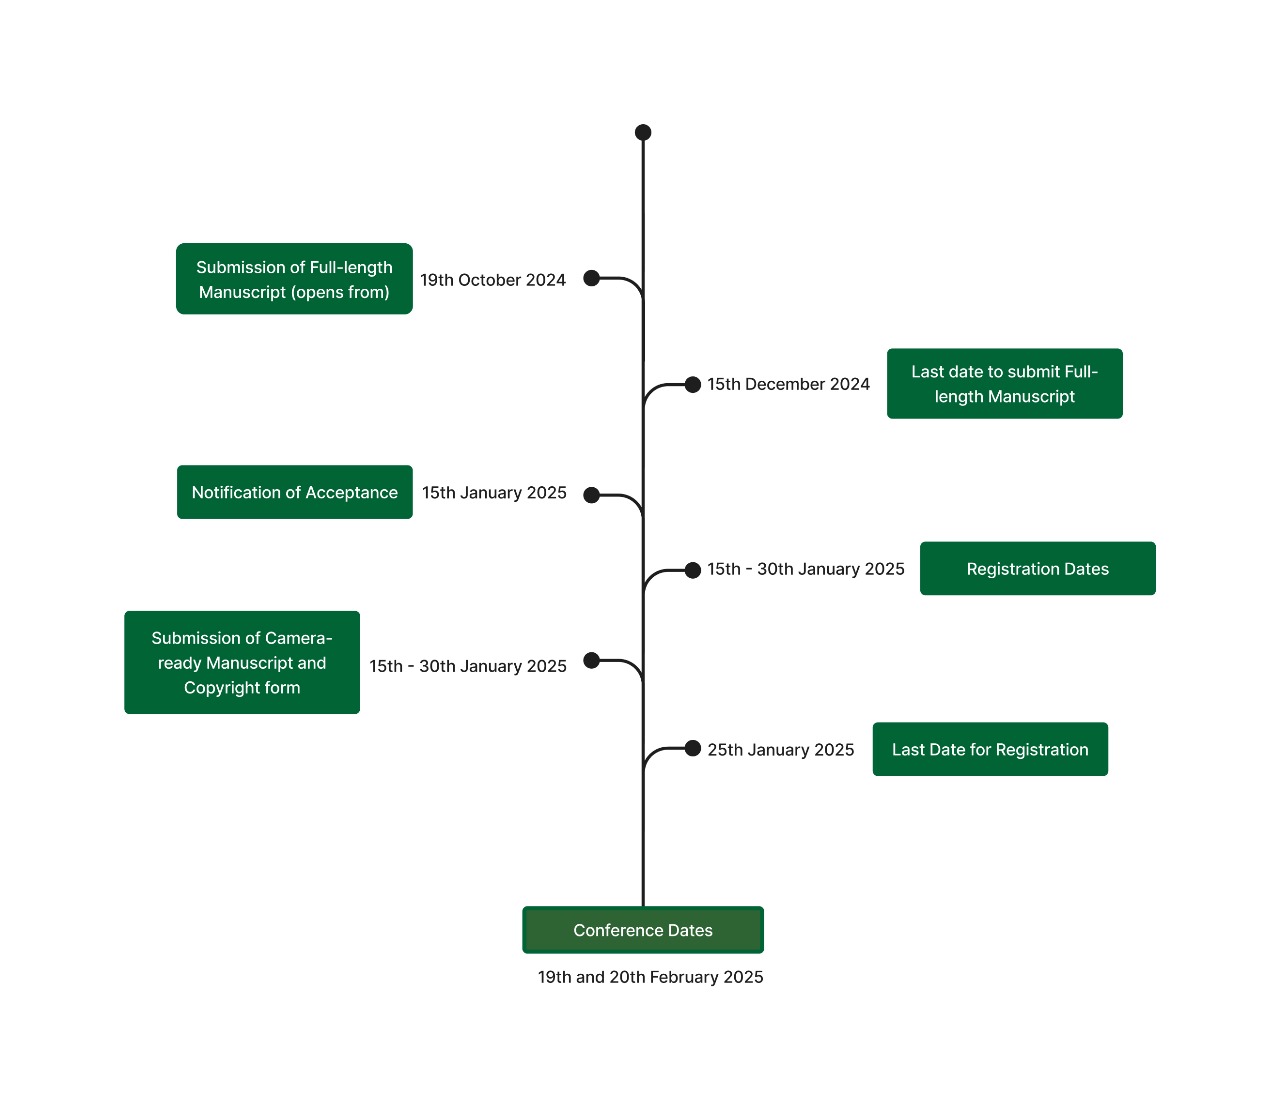 Submission of Full-length
Manuscript (opens from)
19th October 2024
15th December 2024
Last date to submit Full-
length Manuscript
Notification of Acceptance
15th January 2025
15th - 30th January 2025
Registration Dates
Submission of Camera-
ready Manuscript and
Copyright form
15th - 30th January 2025
25th January 2025
Last Date for Registration
Conference Dates
19th and 20th February 2025